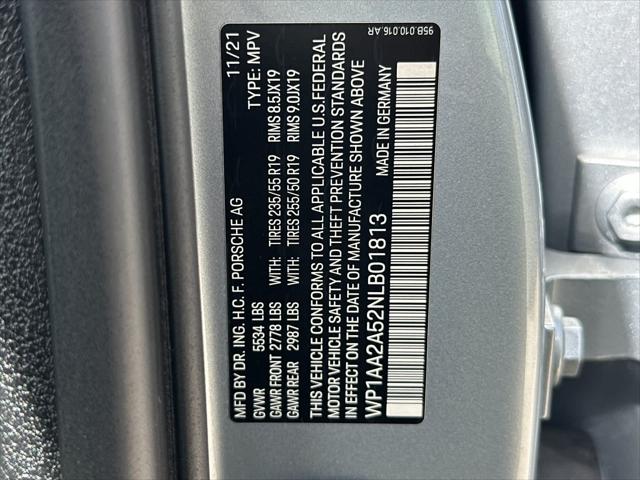 MFD BY DR. ING. H.C. F. PORSCHE AG 11/21
GVWR 5534 LBS TYPE: MPV
GAWR FRONT 2778 LBS WITH: TIRES 235/55 R19 RIMS 8.5JX19
GAWR REAR 2987 LBS WITH: TIRES 255/50 R19 RIMS 9.0JX19
THIS VEHICLE CONFORMS TO ALL APPLICABLE U.S. FEDERAL
MOTOR VEHICLE SAFETY AND THEFT PREVENTION STANDARDS
IN EFFECT ON THE DATE OF MANUFACTURE SHOWN ABOVE
WP1AA2A52NLB01813 MADE IN GERMANY
95B.010.016.AR